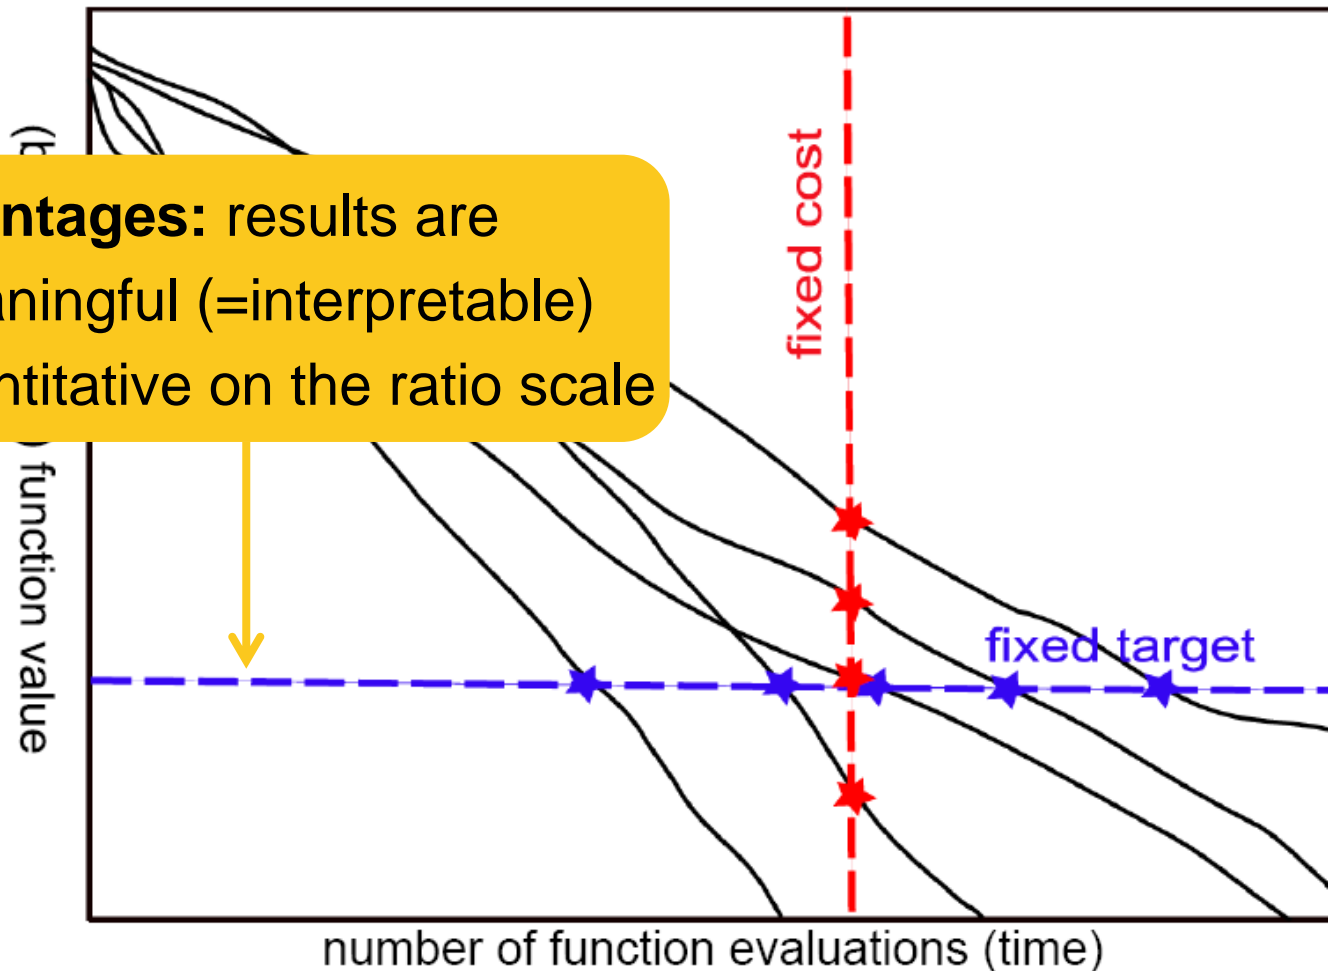 ntages: results are
aningful (=interpretable)
ntitative on the ratio scale
fixed cost
fixed target
function value
number of function evaluations (time)